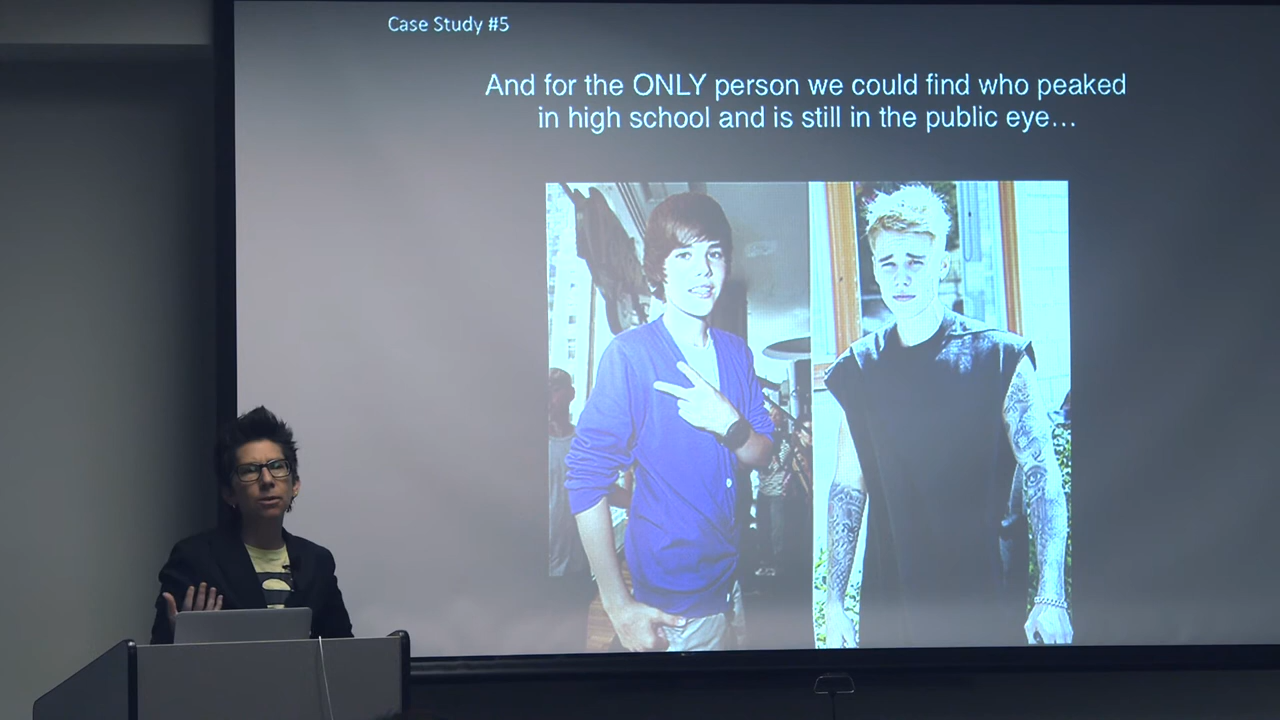 Case Study #5
And for the ONLY person we could find who peaked
in high school and is still in the public eye…